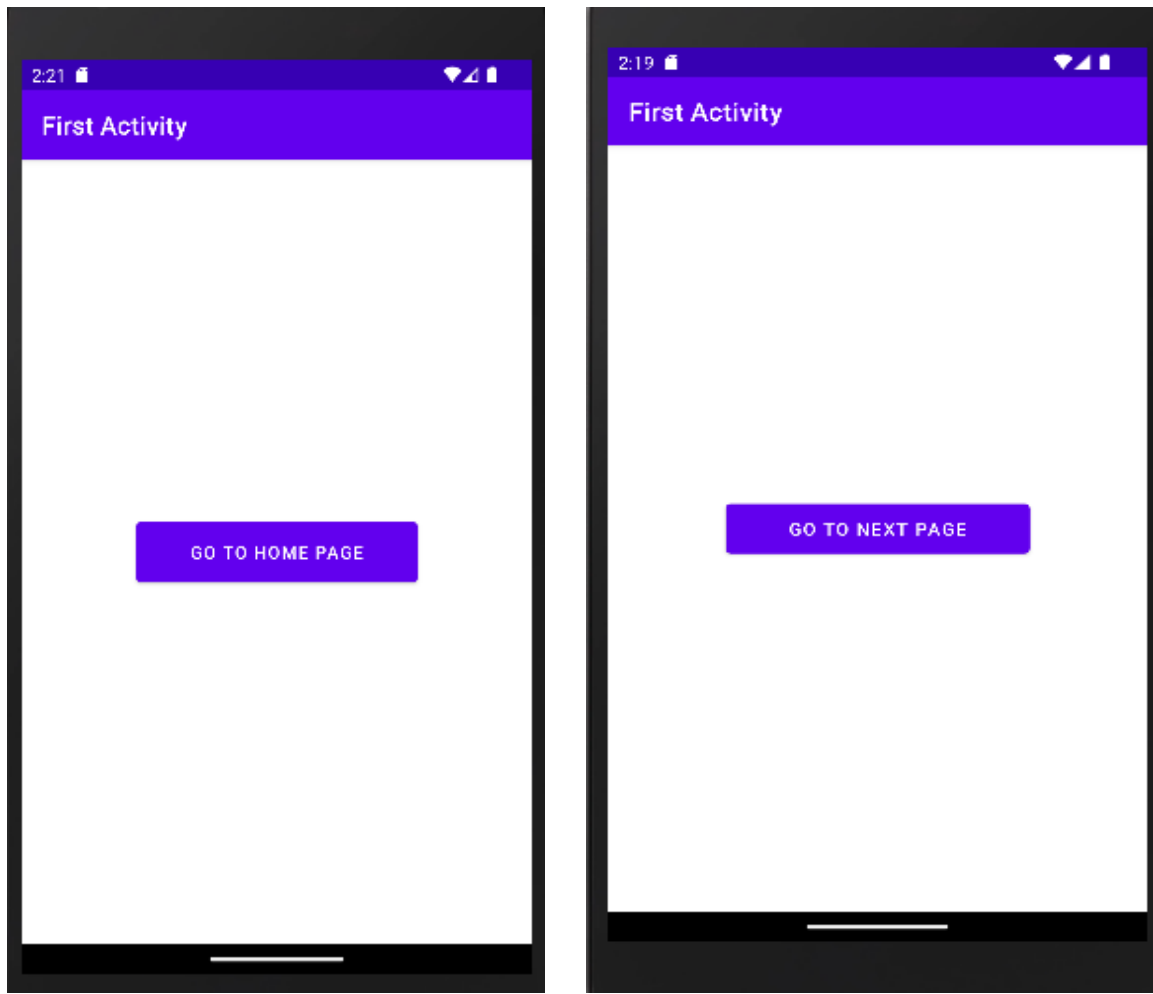 2:21
First Activity
GO TO HOME PAGE
2:19
First Activity
GO TO NEXT PAGE